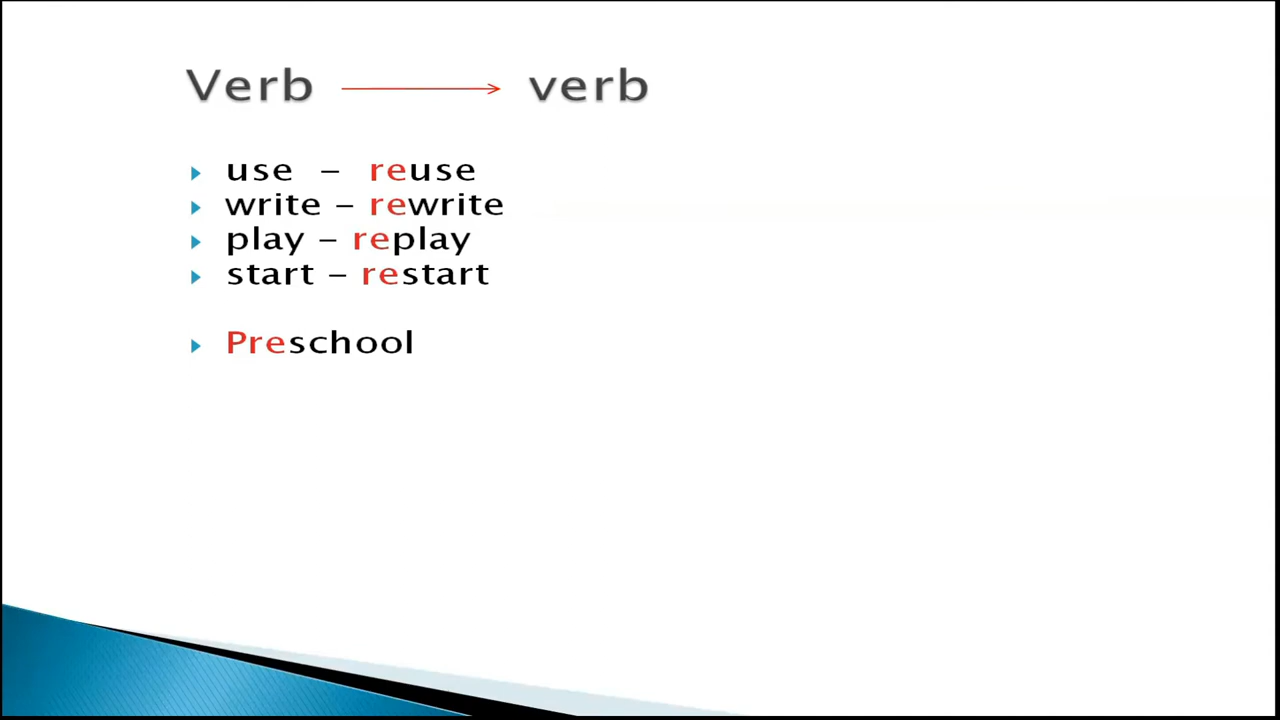 Verb verb
use – reuse
write – rewrite
play – replay
start – restart
Preschool